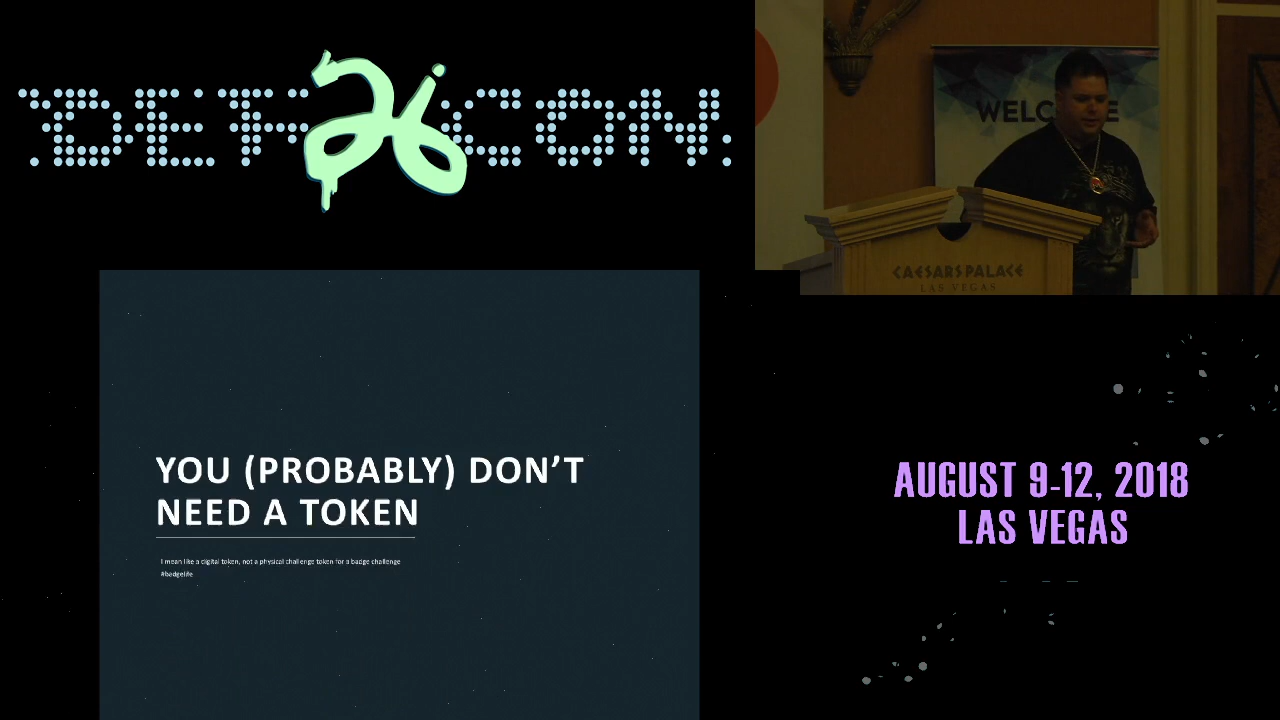 DEF CON
26
WELCOME
CAESARS PALACE
LAS VEGAS
YOU (PROBABLY) DON'T
NEED A TOKEN
I mean like a digital token, not a physical challenge token for a badge challenge
#badgelife
AUGUST 9-12, 2018
LAS VEGAS